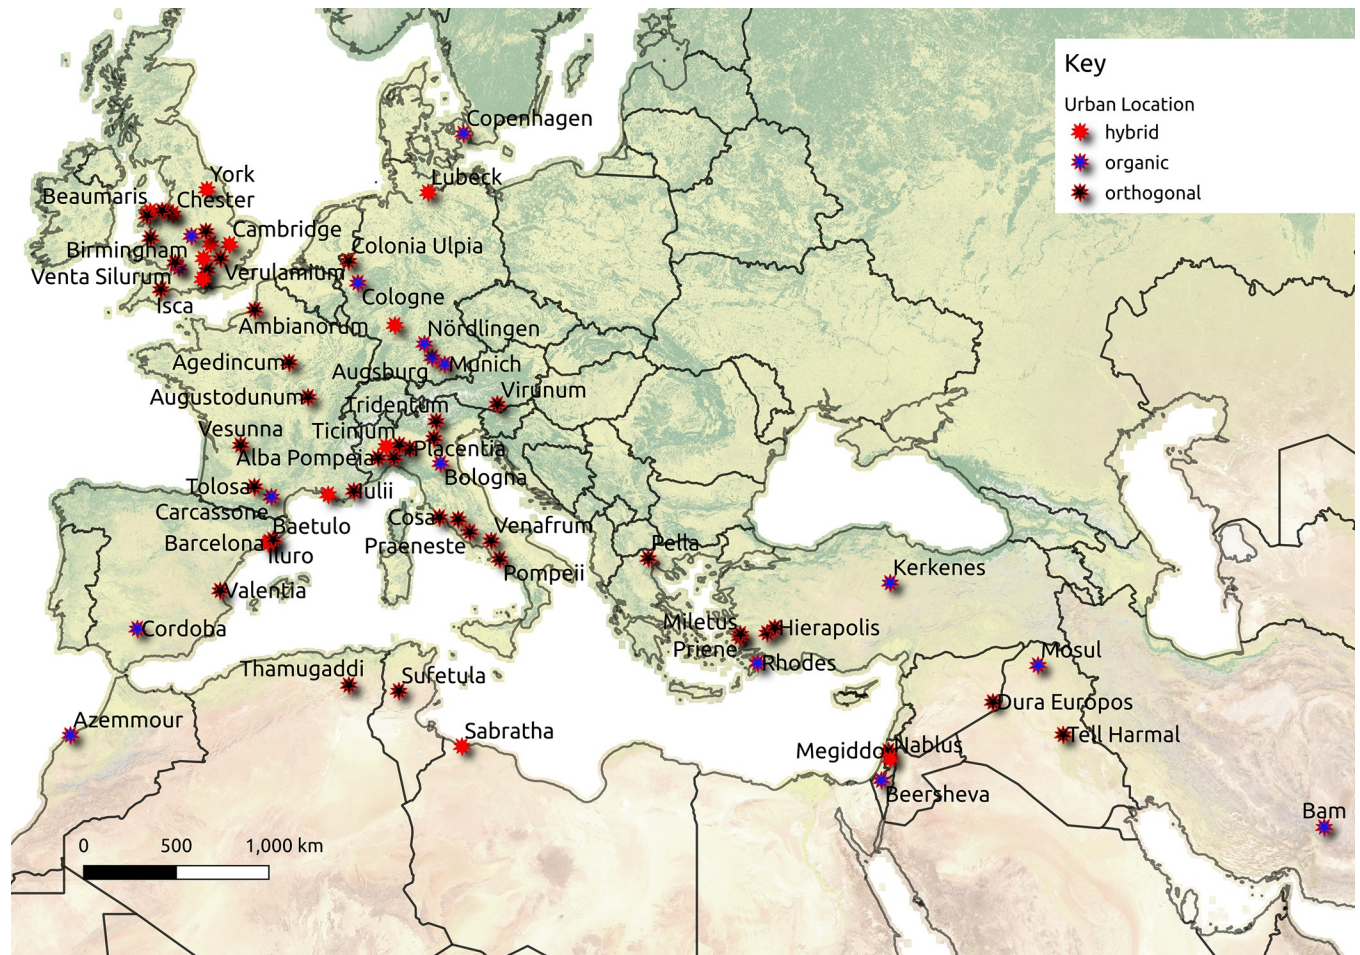 Key
Urban Location
hybrid
organic
orthogonal
Copenhagen
York
Lubeck
Beaumaris
Chester
Cambridge
Birmingham
Colonia Ulpia
Venta Silurum
Verulamium
Isca
Cologne
Ambianorum
Nördlingen
Agedincum
Augsburg
Munich
Augustodunum
Virunum
Tridentum
Vesunna
Ticinium
Placentia
Alba Pompeia
Bologna
Tolosa
Iulii
Carcassone
Baetulo
Cosa
Venafrum
Barcelona
Iluro
Praeneste
Pella
Pompeii
Kerkenes
Valentia
Cordoba
Miletus
Hierapolis
Priene
Rhodes
Mosul
Thamugaddi
Sufetula
Dura Europos
Azemmour
Sabratha
Tell Harmal
Megiddo
Nablus
Beersheva
Bam
0 500 1,000 km